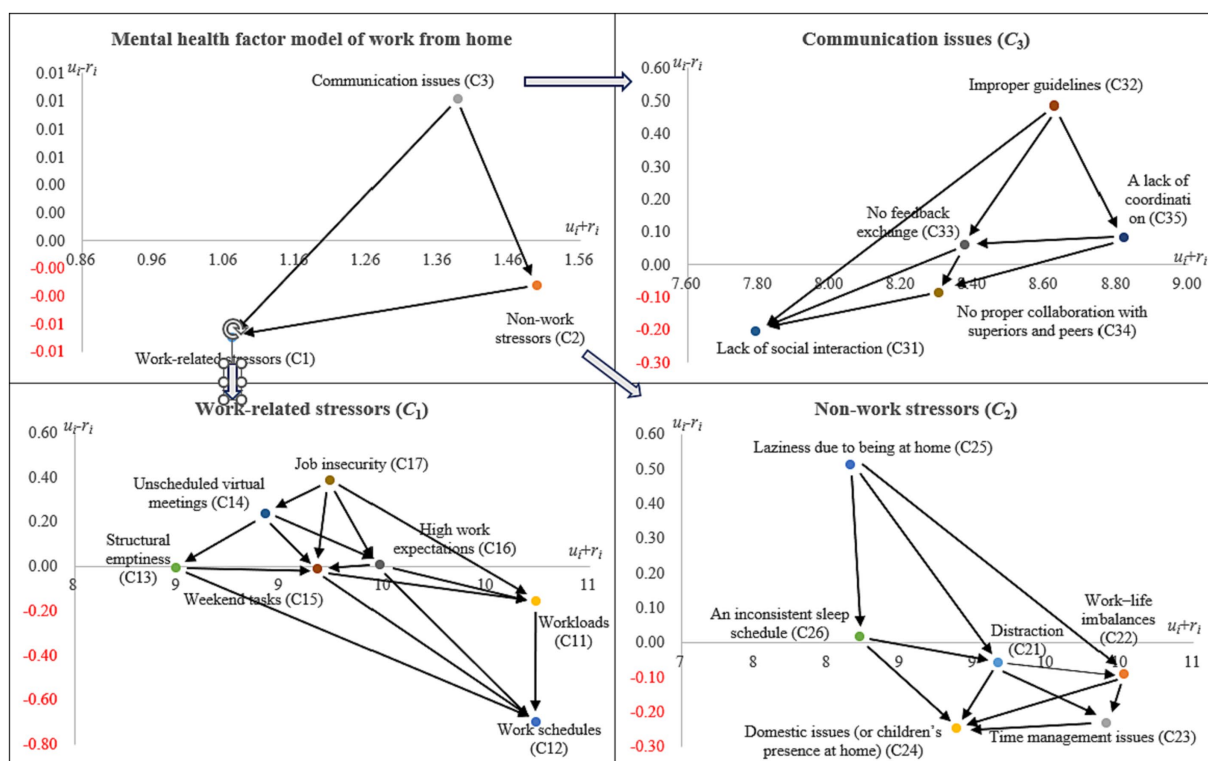 Mental health factor model of work from home
uᵢ-rᵢ
0.01
0.01
0.01
0.00
0.00
0.00
0.00
-0.00
-0.00
-0.01
-0.01
Communication issues (C3)
uᵢ+rᵢ
0.86 0.96 1.06 1.16 1.26 1.36 1.46 1.56
Non-work
stressors (C2)
Work-related stressors (C1)
Communication issues (C₃)
uᵢ-rᵢ
0.60
0.50
0.40
0.30
0.20
0.10
0.00
-0.10
-0.20
-0.30
Improper guidelines (C32)
A lack of
coordinati
on (C35)
No feedback
exchange (C33)
uᵢ+rᵢ
7.60 7.80 8.00 8.20 8.40 8.60 8.80 9.00
No proper collaboration with
superiors and peers (C34)
Lack of social interaction (C31)
Work-related stressors (C₁)
uᵢ-rᵢ
0.60
0.40
0.20
0.00
-0.20
-0.40
-0.60
-0.80
Job insecurity (C17)
Unscheduled virtual
meetings (C14)
High work
expectations (C16)
Structural
emptiness
(C13)
uᵢ+rᵢ
8 9 9 10 10 11
Weekend tasks (C15)
Workloads
(C11)
Work schedules
(C12)
Non-work stressors (C₂)
uᵢ-rᵢ
0.60
0.50
0.40
0.30
0.20
0.10
0.00
-0.10
-0.20
-0.30
Laziness due to being at home (C25)
An inconsistent sleep
schedule (C26)
Distraction
(C21)
Work–life
imbalances
(C22)
uᵢ+rᵢ
7 8 8 9 9 10 10 11
Domestic issues (or children’s
presence at home) (C24)
Time management issues (C23)